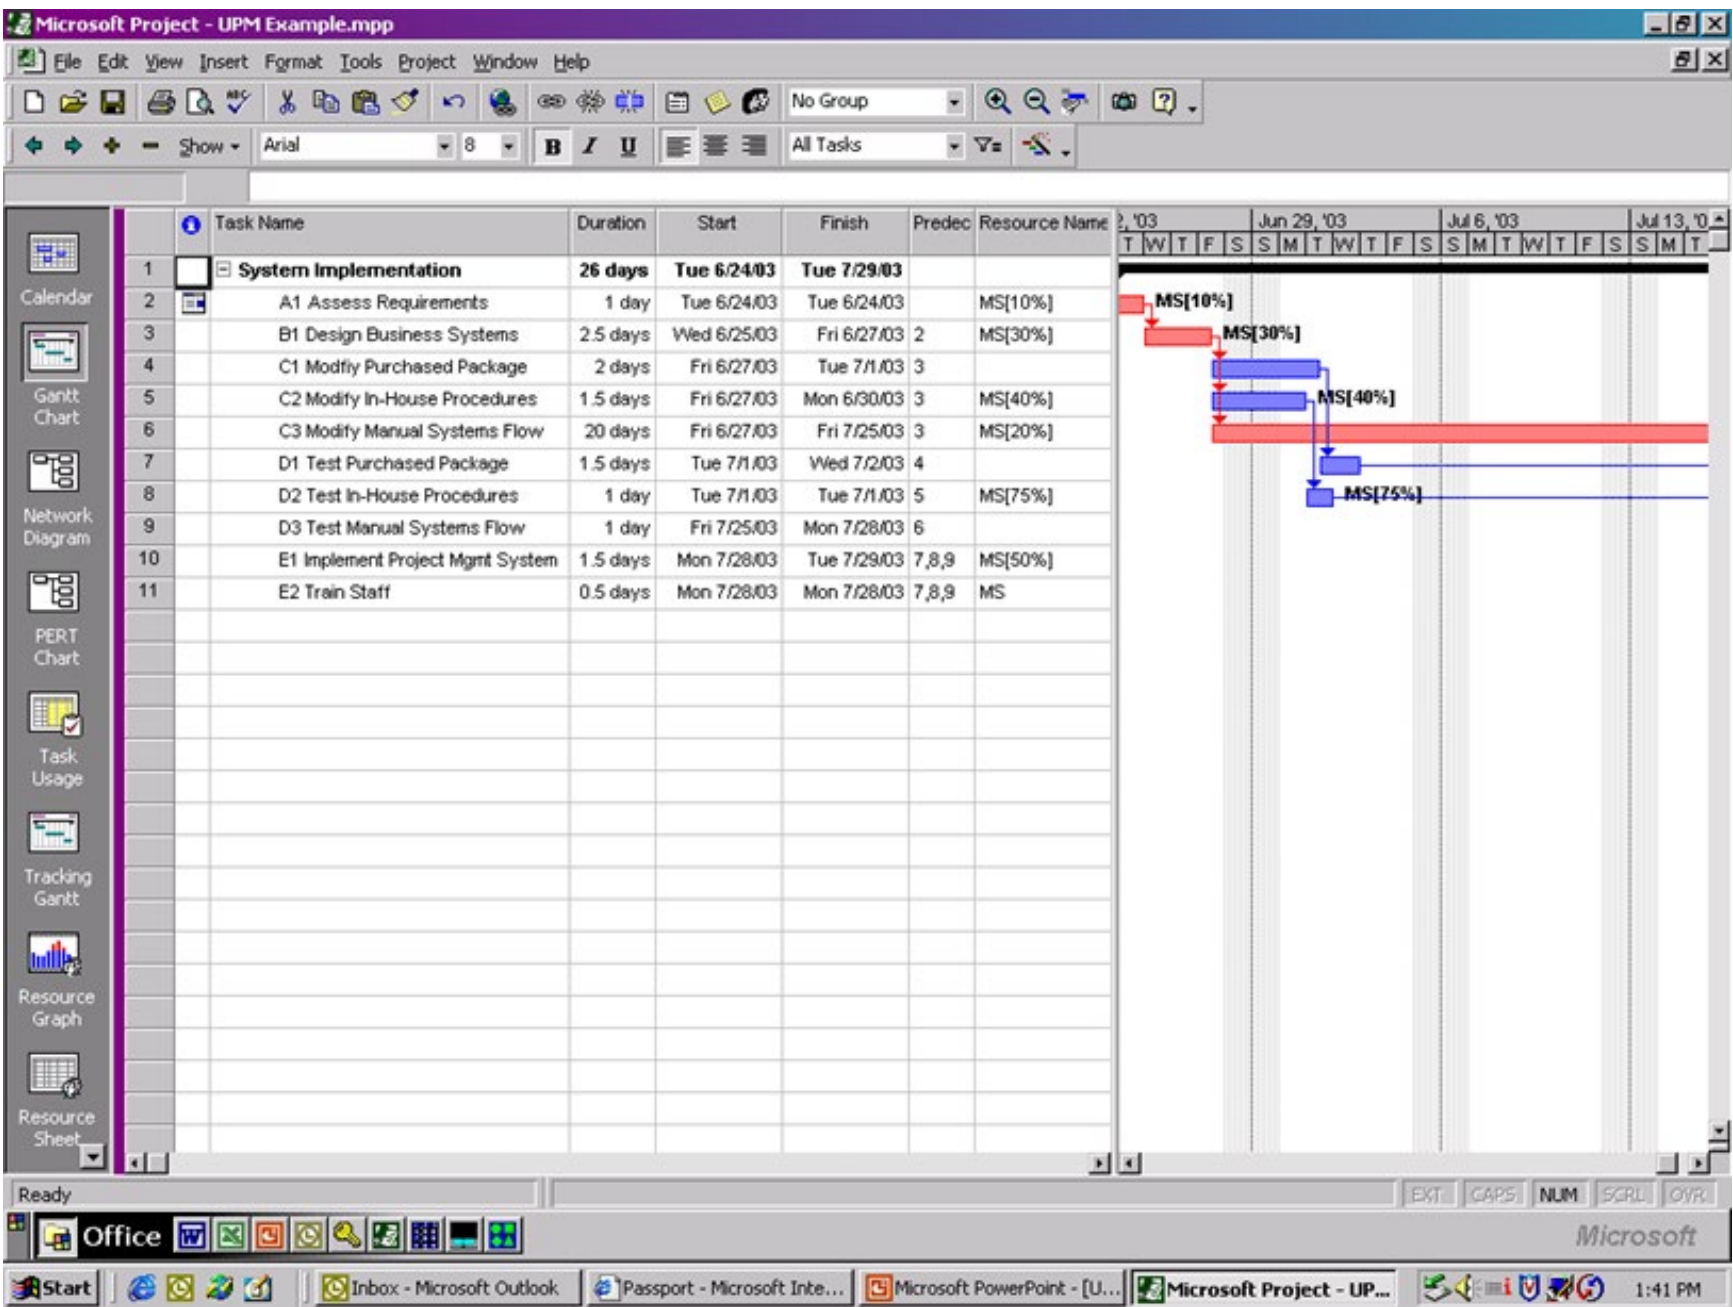 Microsoft Project - UPM Example.mpp
File Edit View Insert Format Tools Project Window Help
No Group
Show Arial 8 B I U All Tasks
Task Name Duration Start Finish Predec Resource Name 2, '03 Jun 29, '03 Jul 6, '03 Jul 13, '0
T W T F S S M T W T F S S M T W T F S S M T
1 System Implementation 26 days Tue 6/24/03 Tue 7/29/03
2 A1 Assess Requirements 1 day Tue 6/24/03 Tue 6/24/03 MS[10%] MS[10%]
3 B1 Design Business Systems 2.5 days Wed 6/25/03 Fri 6/27/03 2 MS[30%] MS[30%]
4 C1 Modfiy Purchased Package 2 days Fri 6/27/03 Tue 7/1/03 3
5 C2 Modify In-House Procedures 1.5 days Fri 6/27/03 Mon 6/30/03 3 MS[40%] MS[40%]
6 C3 Modify Manual Systems Flow 20 days Fri 6/27/03 Fri 7/25/03 3 MS[20%]
7 D1 Test Purchased Package 1.5 days Tue 7/1/03 Wed 7/2/03 4
8 D2 Test In-House Procedures 1 day Tue 7/1/03 Tue 7/1/03 5 MS[75%] MS[75%]
9 D3 Test Manual Systems Flow 1 day Fri 7/25/03 Mon 7/28/03 6
10 E1 Implement Project Mgmt System 1.5 days Mon 7/28/03 Tue 7/29/03 7,8,9 MS[50%]
11 E2 Train Staff 0.5 days Mon 7/28/03 Mon 7/28/03 7,8,9 MS
Calendar
Gantt
Chart
Network
Diagram
PERT
Chart
Task
Usage
Tracking
Gantt
Resource
Graph
Resource
Sheet
Ready EXT CAPS NUM SCRL OVR
Office Microsoft
Start Inbox - Microsoft Outlook Passport - Microsoft Inte... Microsoft PowerPoint - [U... Microsoft Project - UP... 1:41 PM